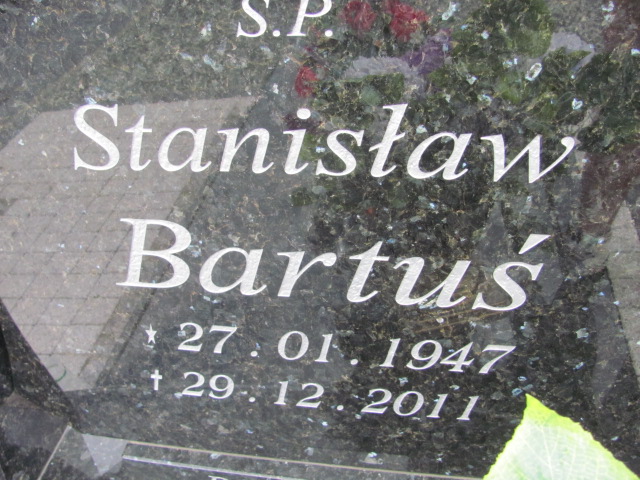 S.P.
Stanisław
Bartuś
* 27.01.1947
† 29.12.2011